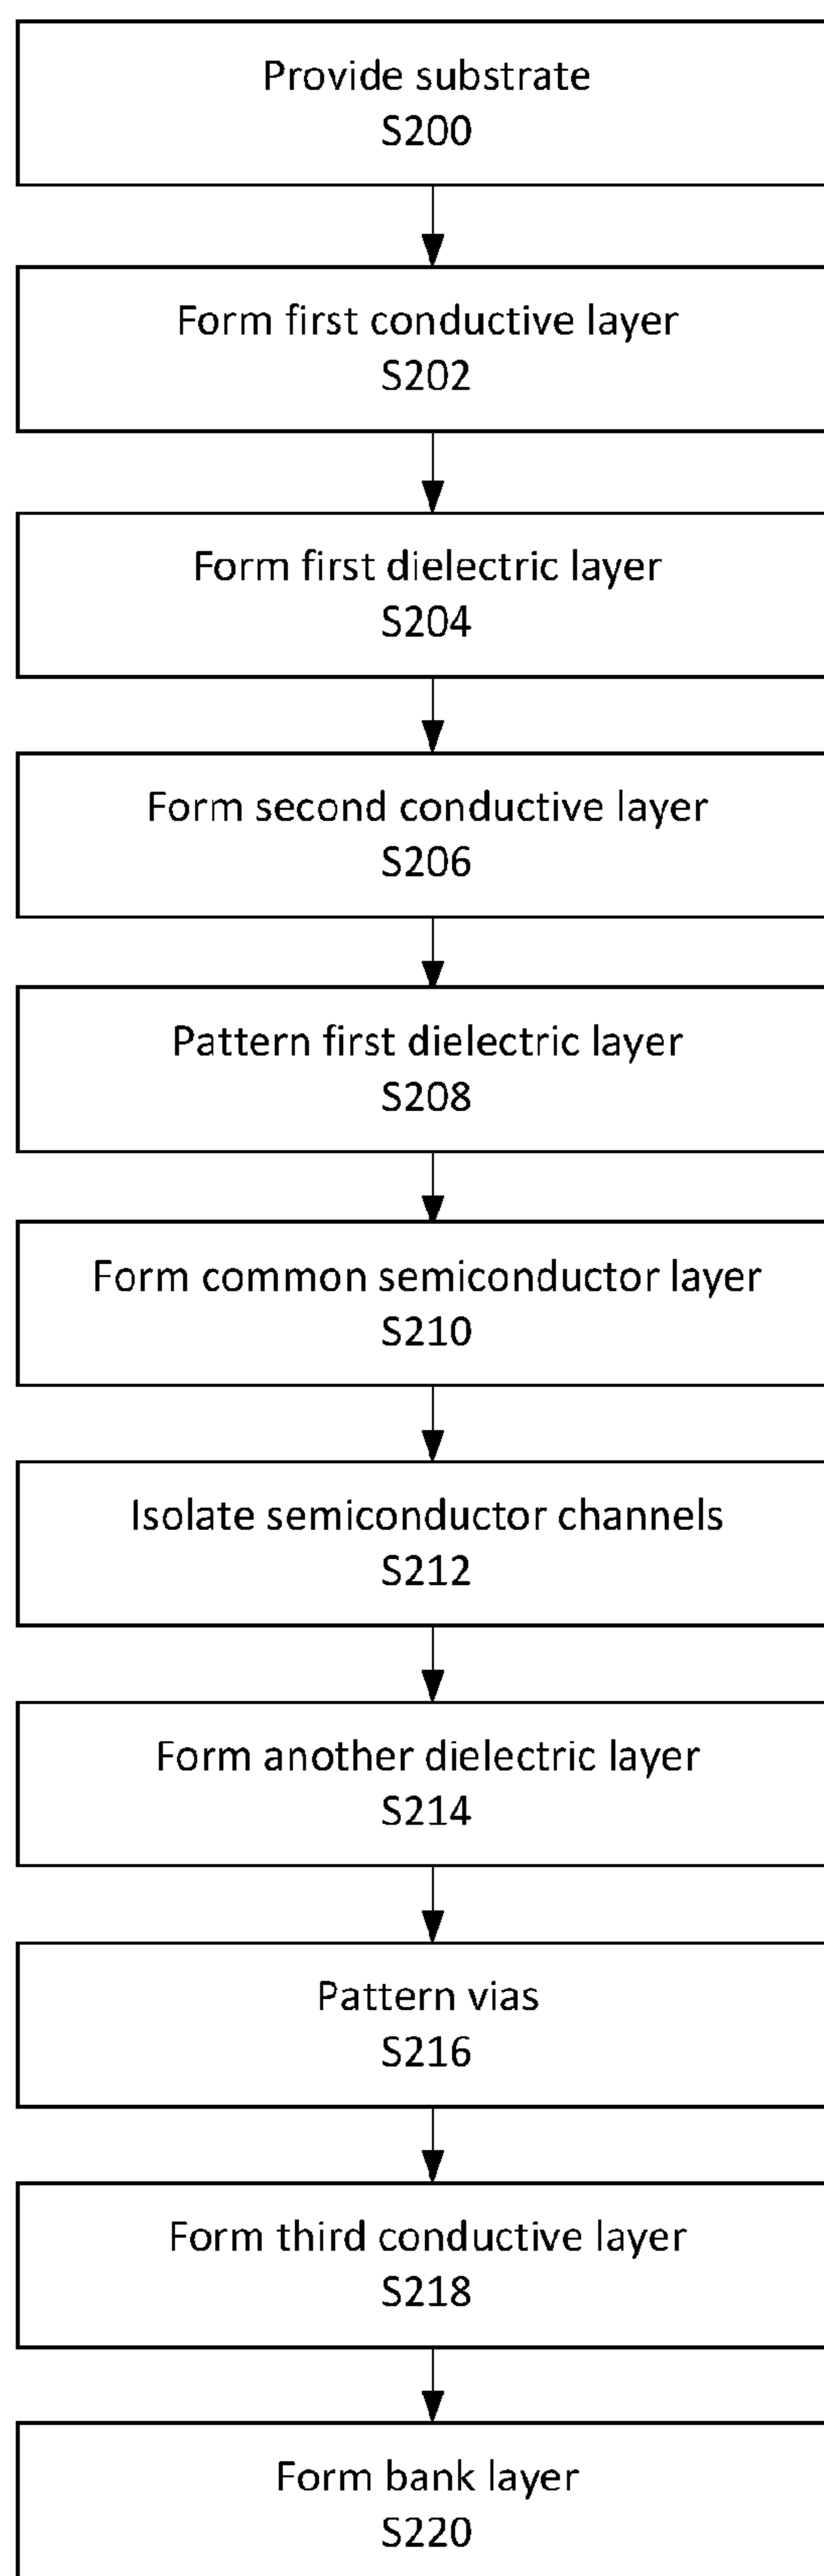 Provide substrate
S200
Form first conductive layer
S202
Form first dielectric layer
S204
Form second conductive layer
S206
Pattern first dielectric layer
S208
Form common semiconductor layer
S210
Isolate semiconductor channels
S212
Form another dielectric layer
S214
Pattern vias
S216
Form third conductive layer
S218
Form bank layer
S220